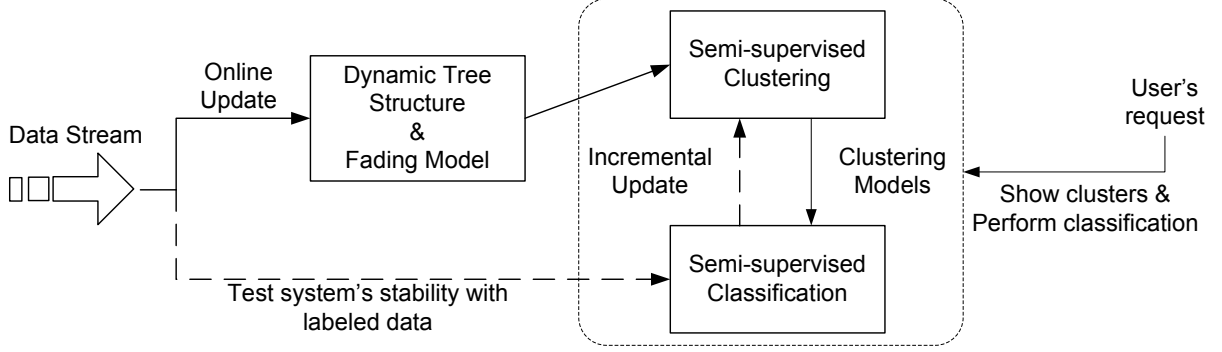 Data Stream
Online
Update
Dynamic Tree
Structure
&
Fading Model
Semi-supervised
Clustering
Incremental
Update
Clustering
Models
Semi-supervised
Classification
Test system's stability with
labeled data
User's
request
Show clusters &
Perform classification